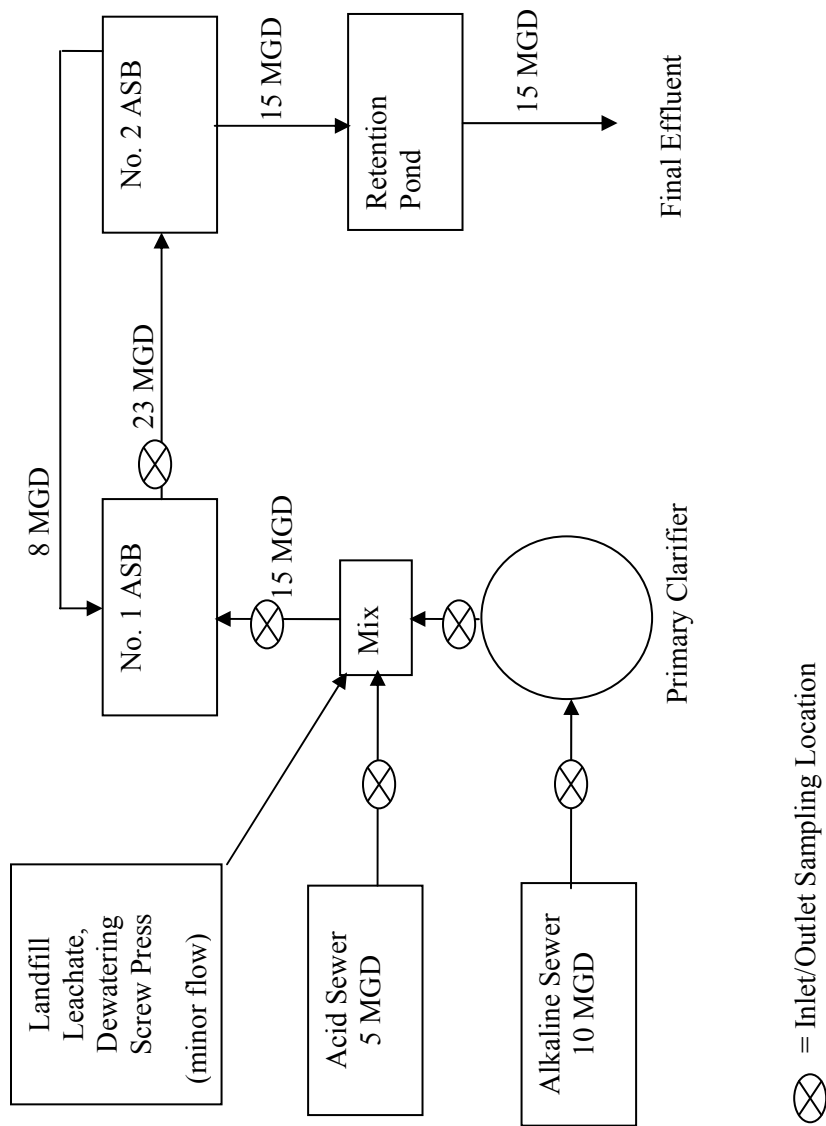 Landfill
Leachate,
Dewatering
Screw Press
(minor flow)
Acid Sewer
5 MGD
Alkaline Sewer
10 MGD
Primary Clarifier
Mix
15 MGD
No. 1 ASB
8 MGD
23 MGD
No. 2 ASB
15 MGD
Retention
Pond
15 MGD
Final Effluent
= Inlet/Outlet Sampling Location